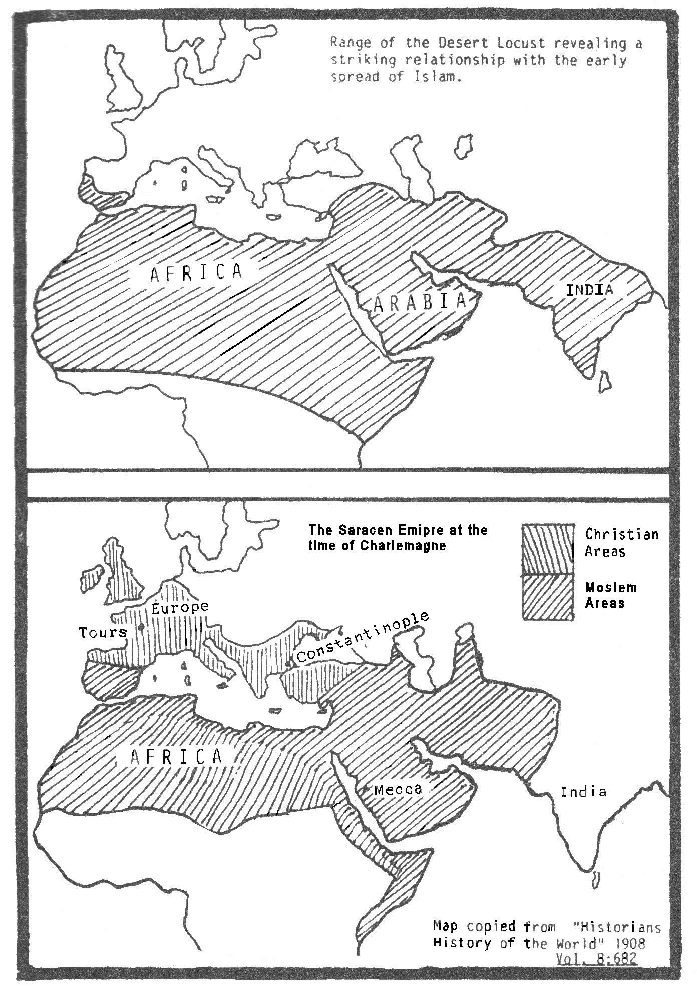 Range of the Desert Locust revealing a
striking relationship with the early
spread of Islam.
AFRICA
ARABIA
INDIA
The Saracen Emipre at the
time of Charlemagne
Christian
Areas
Moslem
Areas
Europe
Tours
Constantinople
AFRICA
Mecca
India
Map copied from "Historians
History of the World" 1908
Vol. 8:682